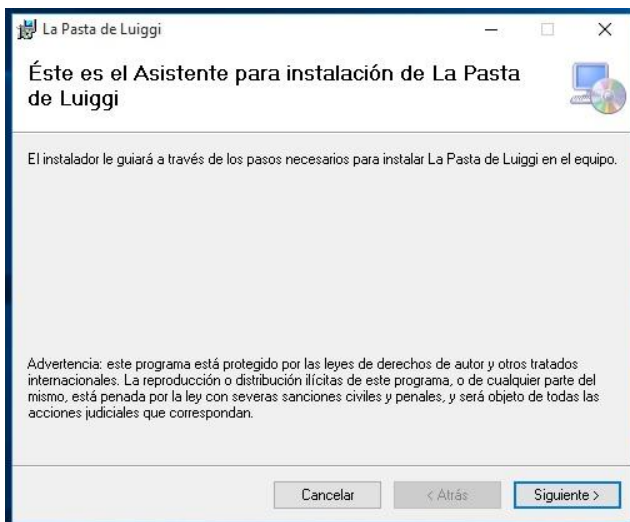 La Pasta de Luiggi
Éste es el Asistente para instalación de La Pasta
de Luiggi
El instalador le guiará a través de los pasos necesarios para instalar La Pasta de Luiggi en el equipo.
Advertencia: este programa está protegido por las leyes de derechos de autor y otros tratados
internacionales. La reproducción o distribución ilícitas de este programa, o de cualquier parte del
mismo, está penada por la ley con severas sanciones civiles y penales, y será objeto de todas las
acciones judiciales que correspondan.
Cancelar < Atrás Siguiente >